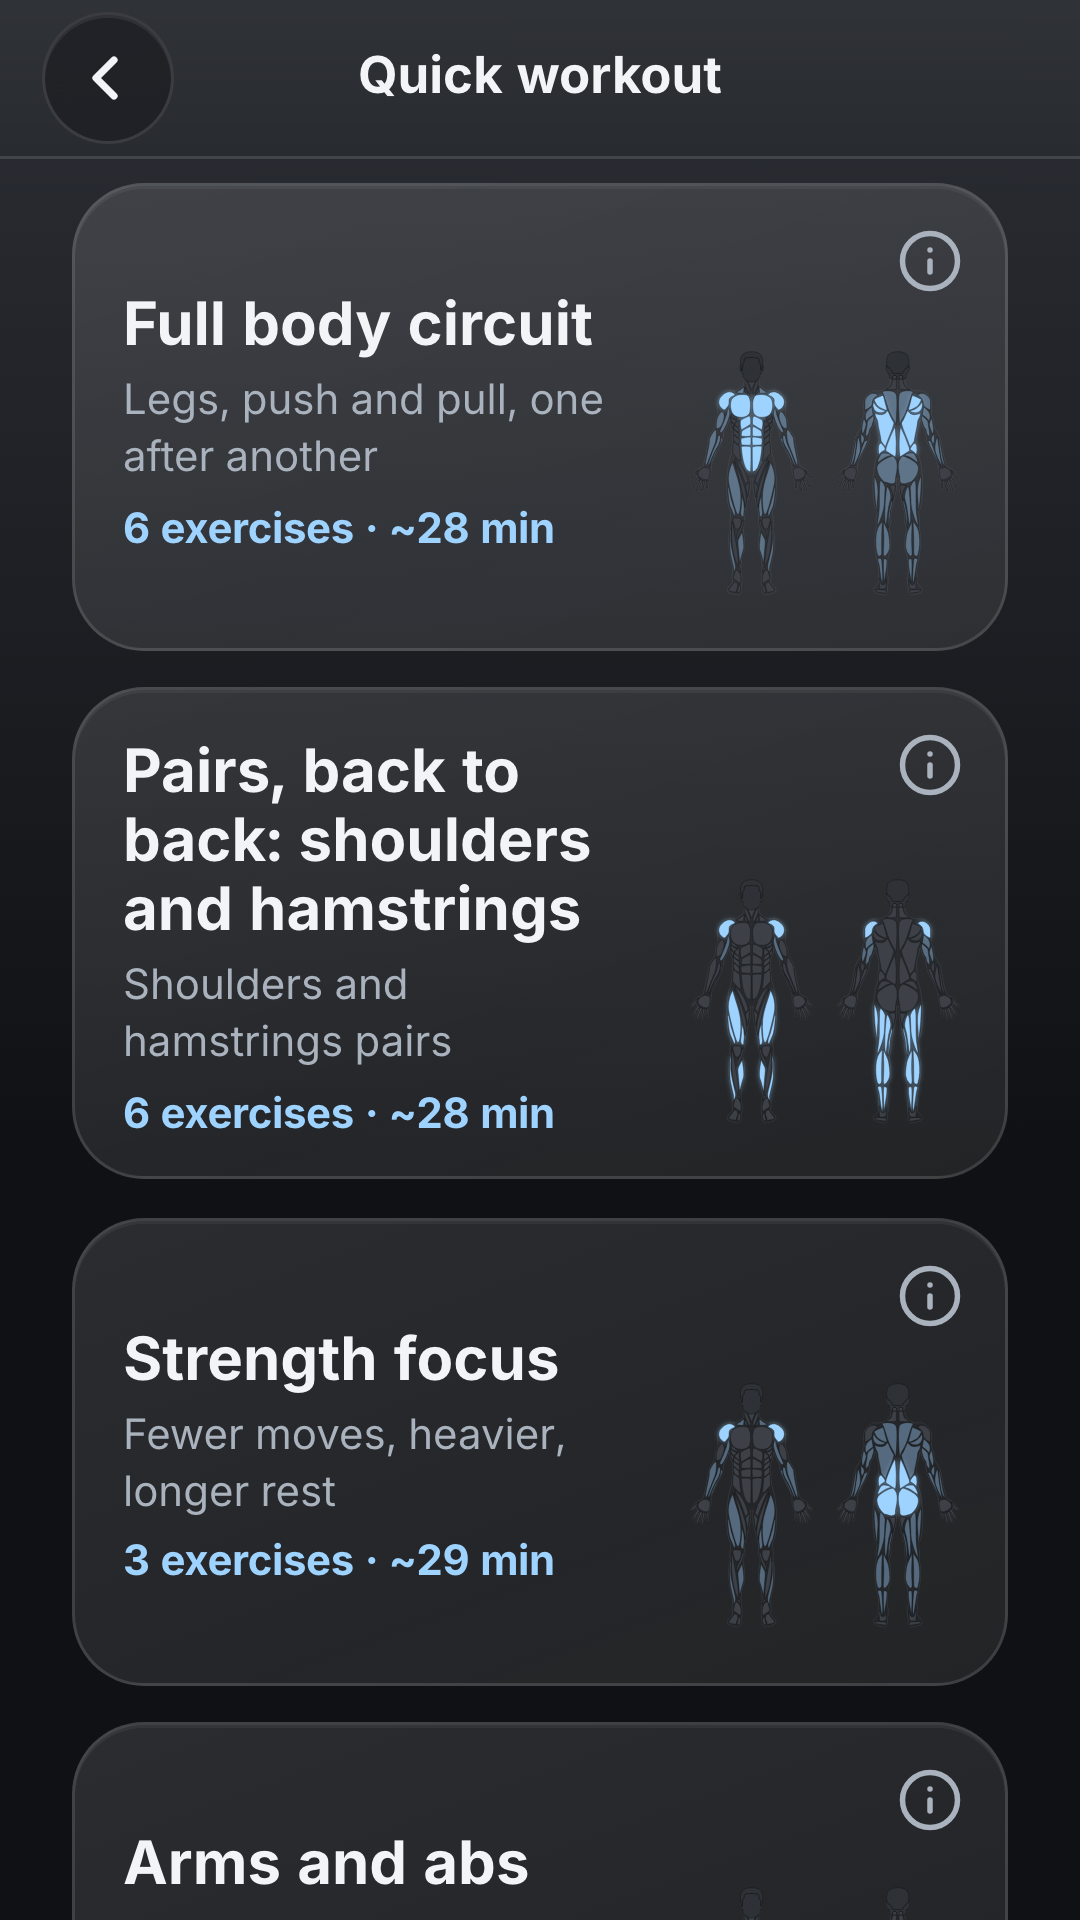 Quick workout
Full body circuit
Legs, push and pull, one
after another
6 exercises · ~28 min
Pairs, back to
back: shoulders
and hamstrings
Shoulders and
hamstrings pairs
6 exercises · ~28 min
Strength focus
Fewer moves, heavier,
longer rest
3 exercises · ~29 min
Arms and abs